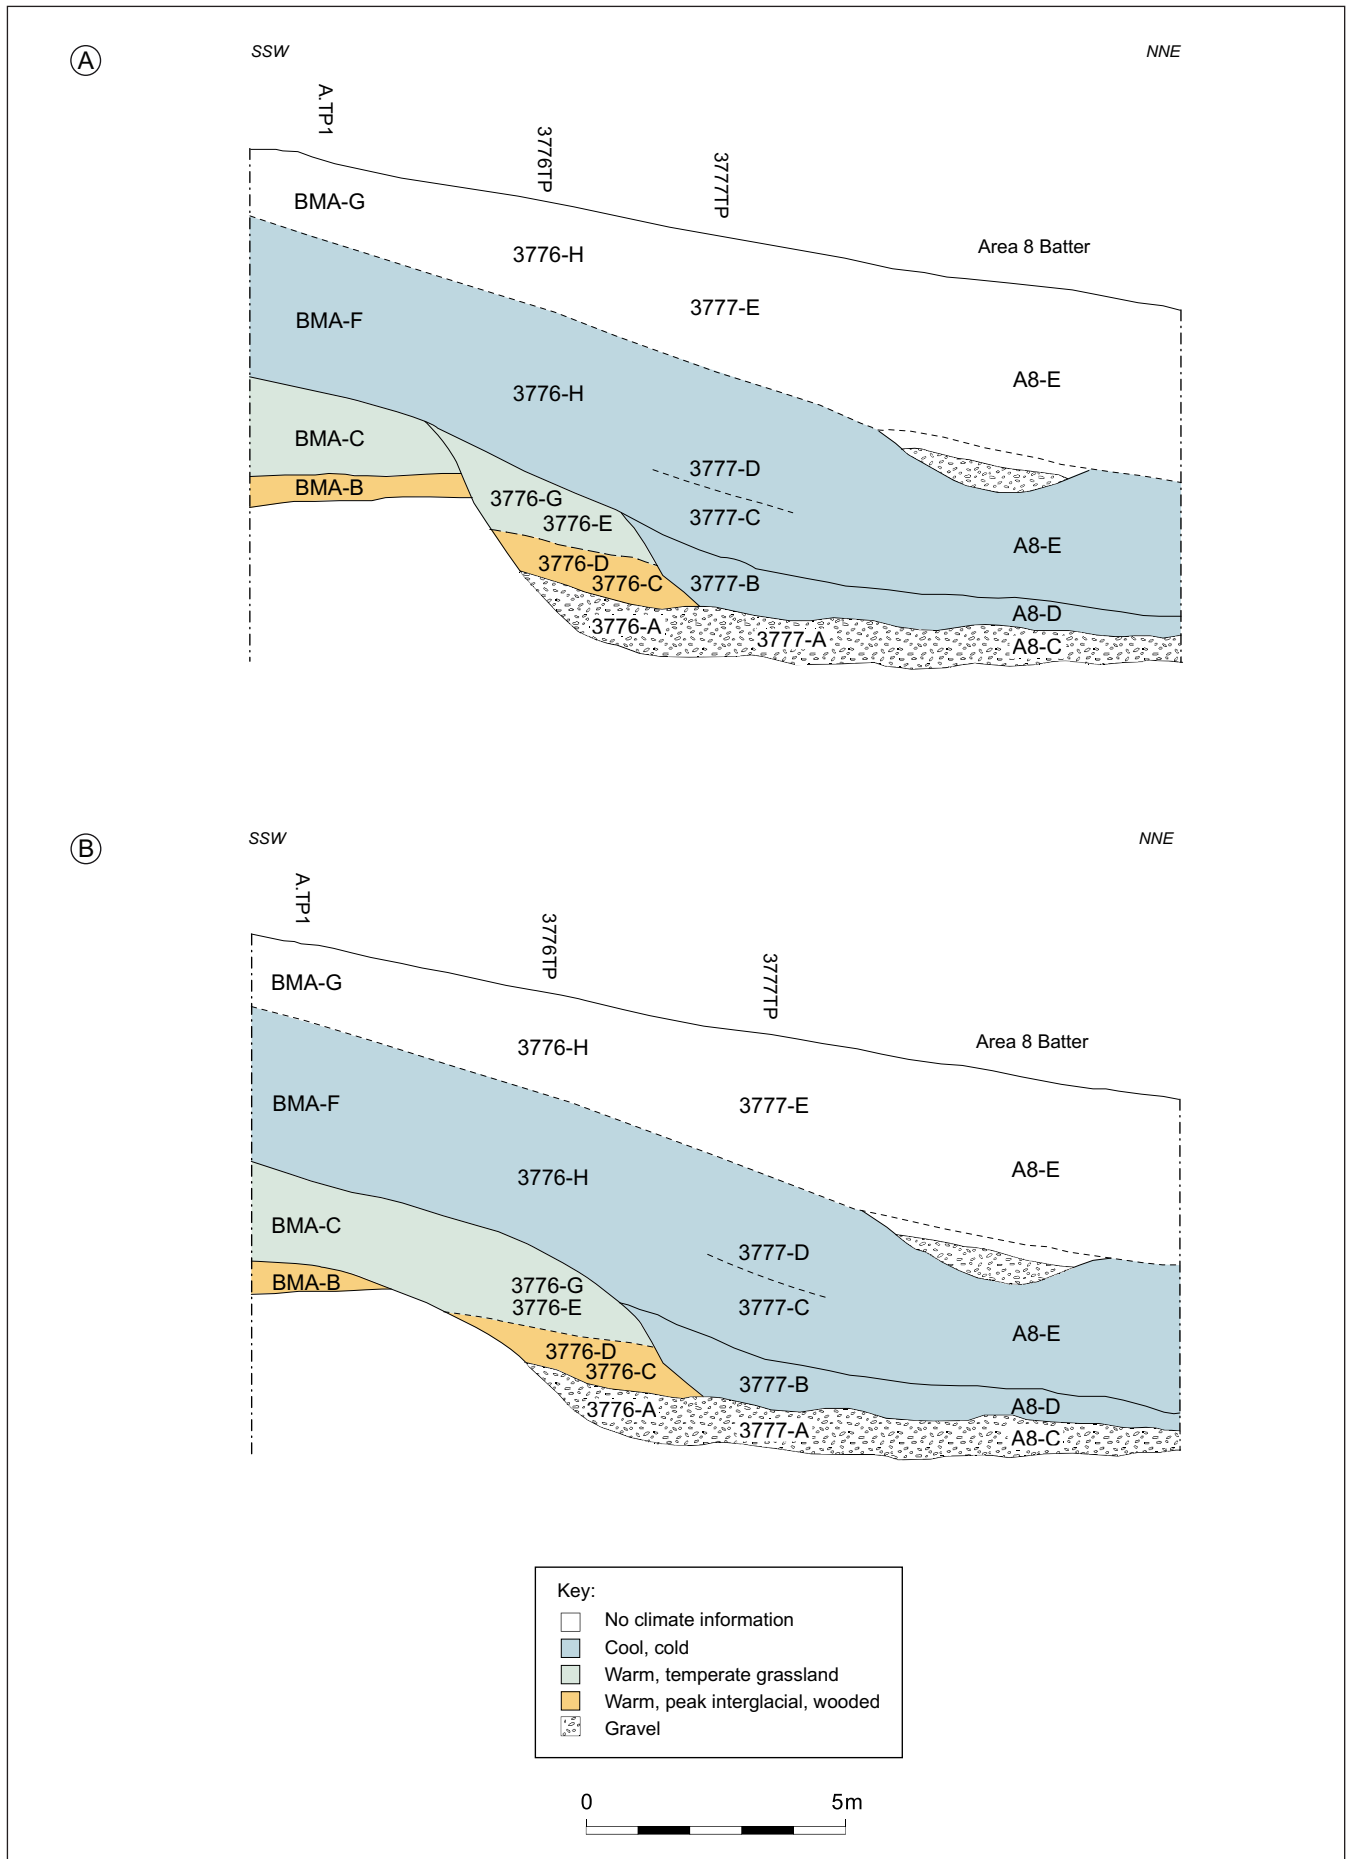 A
SSW
NNE
A.TP1
3776TP
3777TP
BMA-G
3776-H
Area 8 Batter
3777-E
BMA-F
A8-E
3776-H
BMA-C
3777-D
BMA-B
3776-G
3777-C
3776-E
A8-E
3776-D
3776-C
3777-B
A8-D
3776-A
3777-A
A8-C
B
SSW
NNE
A.TP1
3776TP
3777TP
BMA-G
3776-H
Area 8 Batter
BMA-F
3777-E
A8-E
3776-H
BMA-C
3777-D
BMA-B
3776-G
3776-E
3777-C
A8-E
3776-D
3776-C
3777-B
A8-D
3776-A
3777-A
A8-C
Key:
No climate information
Cool, cold
Warm, temperate grassland
Warm, peak interglacial, wooded
Gravel
0 5m